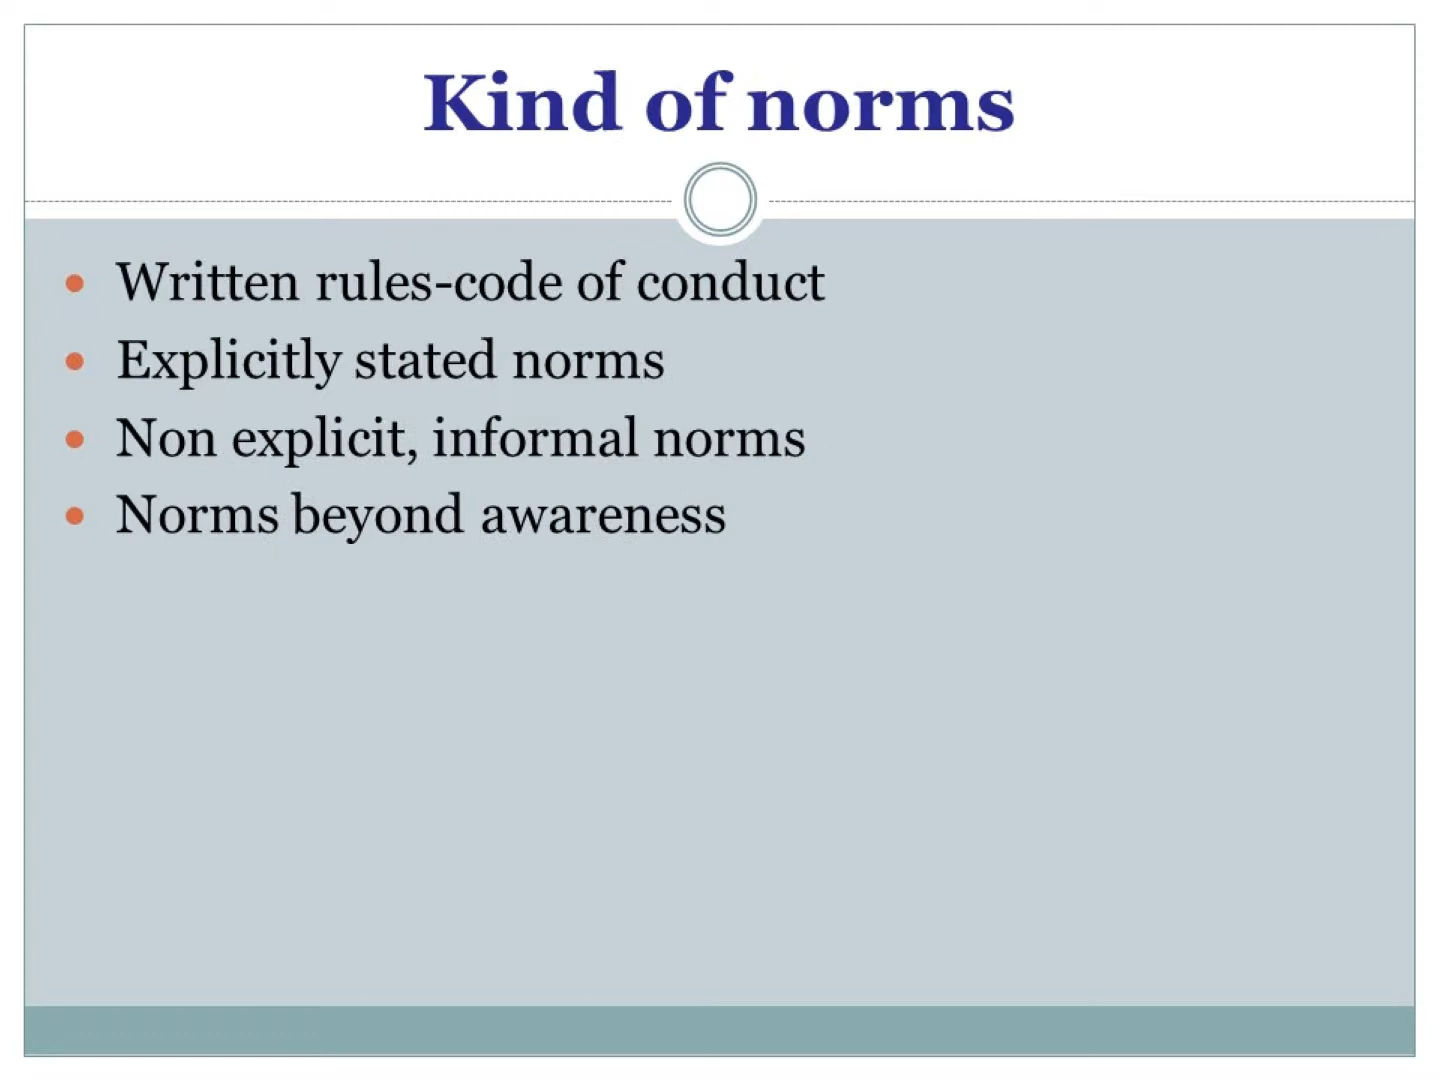 Kind of norms
Written rules-code of conduct
Explicitly stated norms
Non explicit, informal norms
Norms beyond awareness